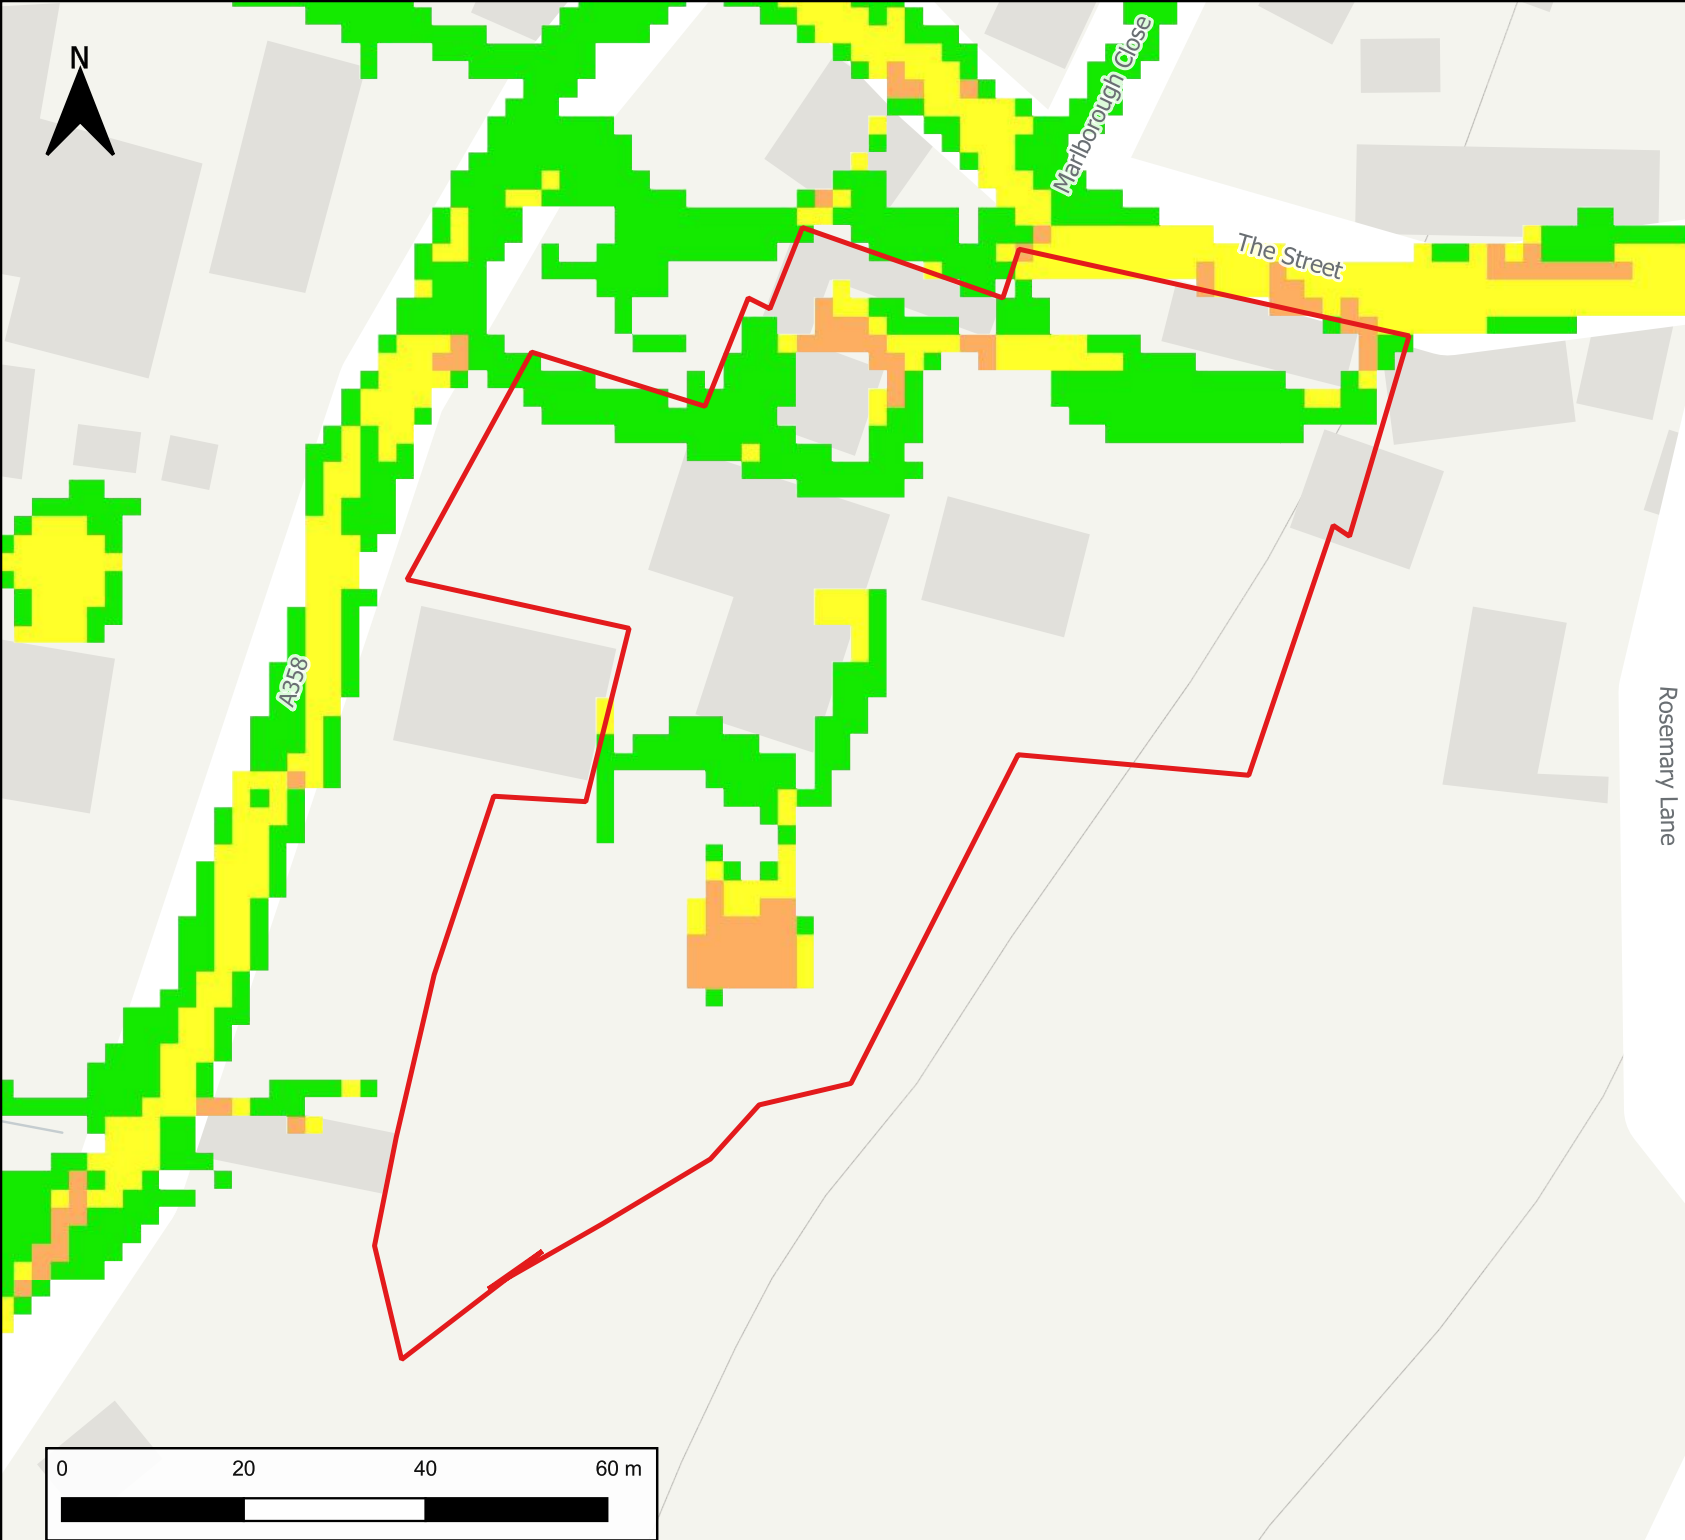 N
Marlborough Close
The Street
A358
Rosemary Lane
0 20 40 60 m